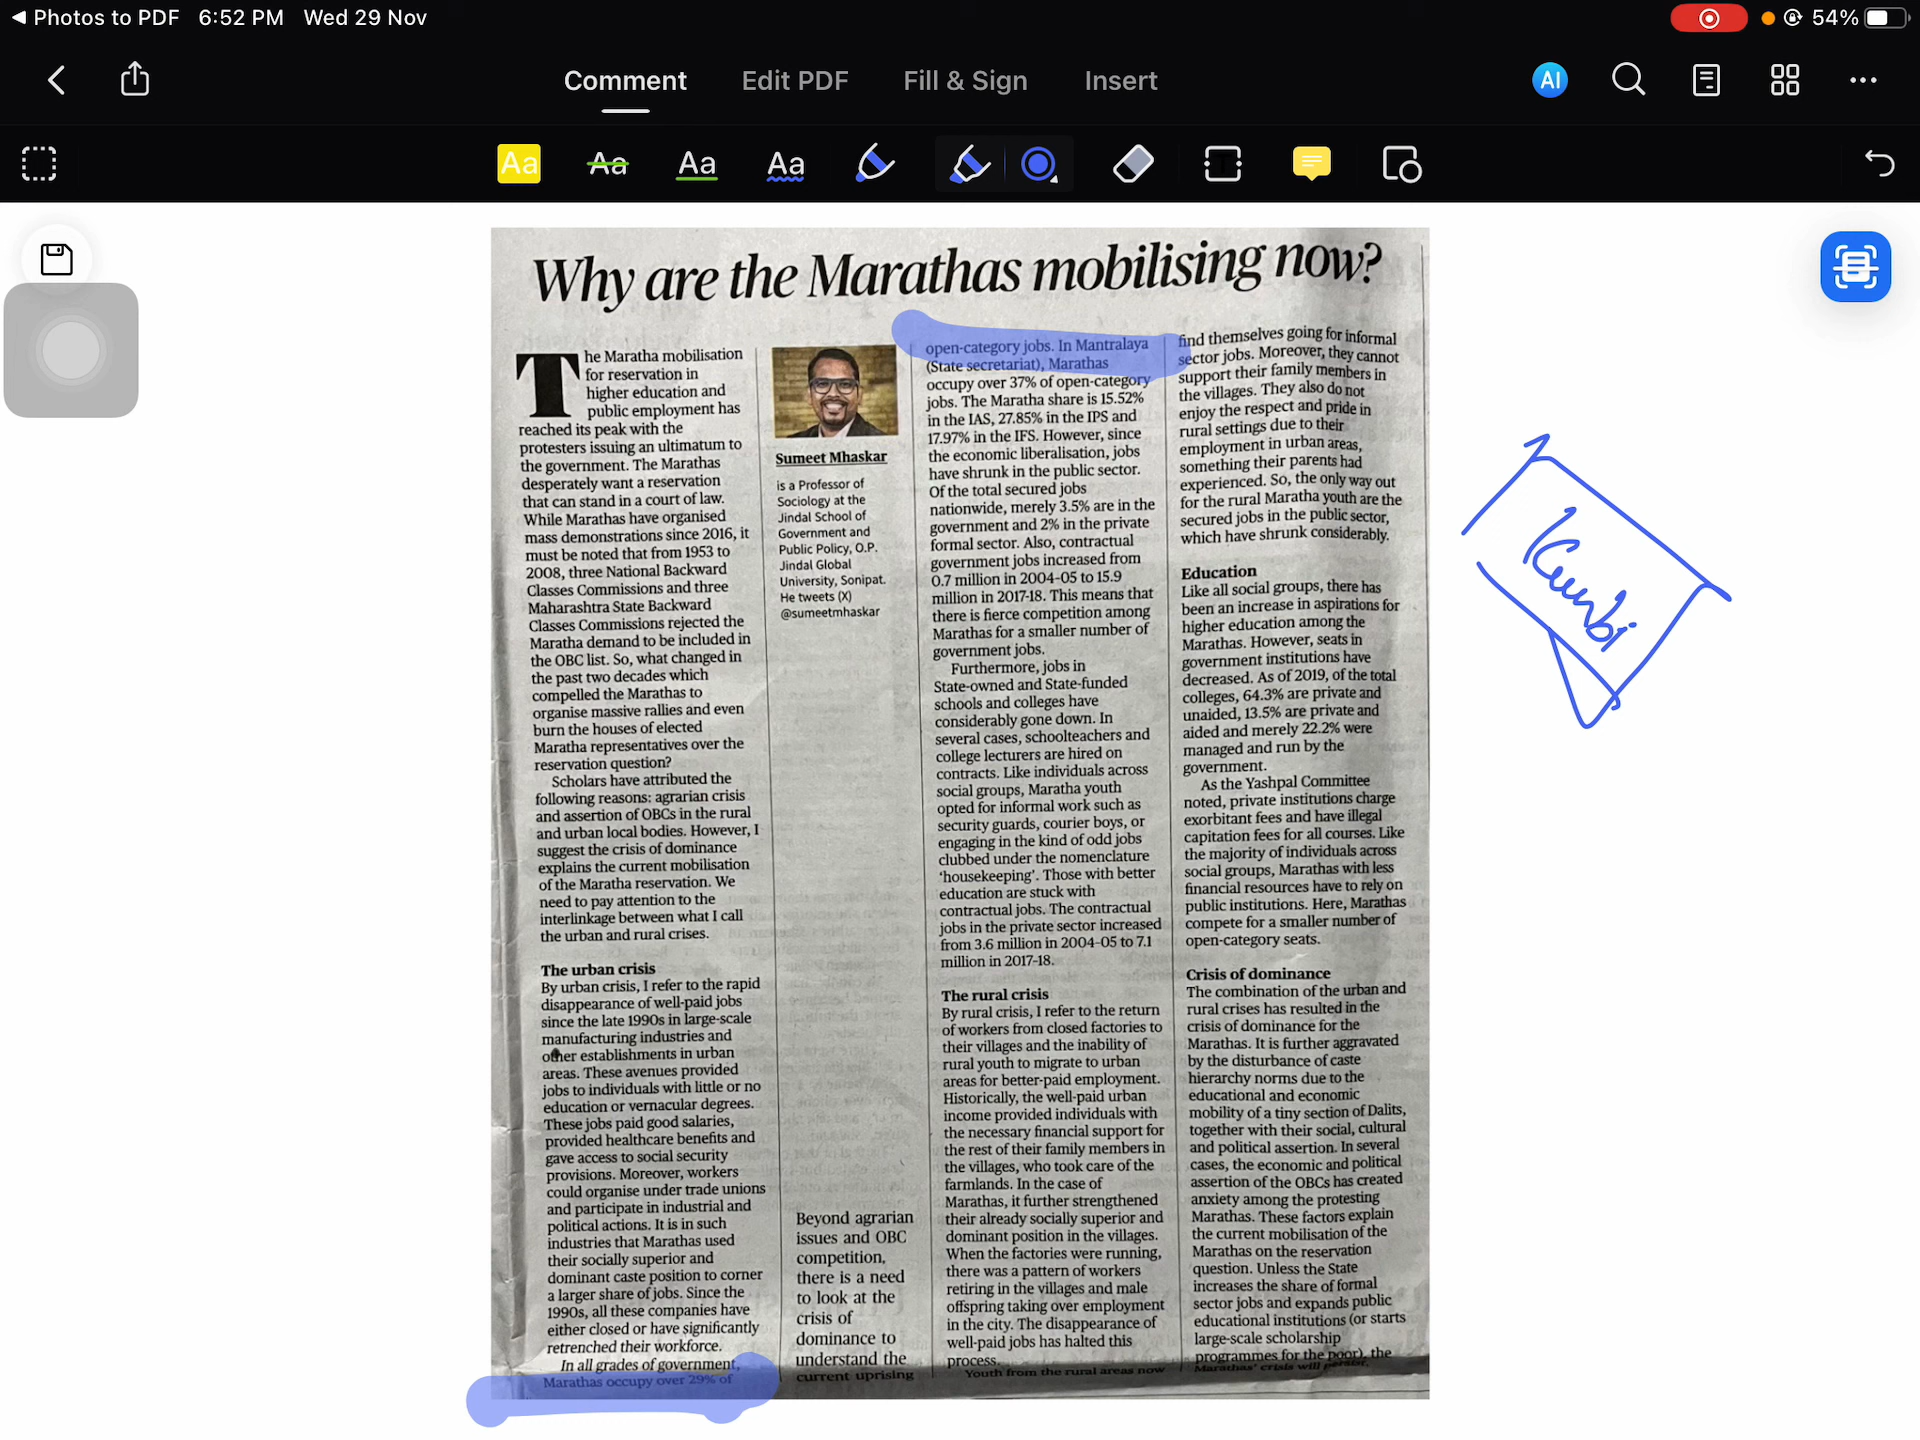 Photos to PDF 6:52 PM Wed 29 Nov
54%
Comment
Edit PDF
Fill & Sign
Insert
AI
Aa
Aa
Aa
Aa
T
Why are the Marathas mobilising now?
The Maratha mobilisation
for reservation in
higher education and
public employment has
reached its peak with the
protesters issuing an ultimatum to
the government. The Marathas
desperately want a reservation
that can stand in a court of law.
While Marathas have organised
mass demonstrations since 2016, it
must be noted that from 1953 to
2008, three National Backward
Classes Commissions and three
Maharashtra State Backward
Classes Commissions rejected the
Maratha demand to be included in
the OBC list. So, what changed in
the past two decades which
compelled the Marathas to
organise massive rallies and even
burn the houses of elected
Maratha representatives over the
reservation question?
Scholars have attributed the
following reasons: agrarian crisis
and assertion of OBCs in the rural
and urban local bodies. However, I
suggest the crisis of dominance
explains the current mobilisation
of the Maratha reservation. We
need to pay attention to the
interlinkage between what I call
the urban and rural crises.
The urban crisis
By urban crisis, I refer to the rapid
disappearance of well-paid jobs
since the late 1990s in large-scale
manufacturing industries and
other establishments in urban
areas. These avenues provided
jobs to individuals with little or no
education or vernacular degrees.
These jobs paid good salaries,
provided healthcare benefits and
gave access to social security
provisions. Moreover, workers
could organise under trade unions
and participate in industrial and
political actions. It is in such
industries that Marathas used
their socially superior and
dominant caste position to corner
a larger share of jobs. Since the
1990s, all these companies have
either closed or have significantly
retrenched their workforce.
In all grades of government,
Marathas occupy over 29% of
Sumeet Mhaskar
is a Professor of
Sociology at the
Jindal School of
Government and
Public Policy, O.P.
Jindal Global
University, Sonipat.
He tweets (X)
@sumeetmhaskar
Beyond agrarian
issues and OBC
competition,
there is a need
to look at the
crisis of
dominance to
understand the
current uprising
open-category jobs. In Mantralaya
(State secretariat), Marathas
occupy over 37% of open-category
jobs. The Maratha share is 15.52%
in the IAS, 27.85% in the IPS and
17.97% in the IFS. However, since
the economic liberalisation, jobs
have shrunk in the public sector.
Of the total secured jobs
nationwide, merely 3.5% are in the
government and 2% in the private
formal sector. Also, contractual
government jobs increased from
0.7 million in 2004-05 to 15.9
million in 2017-18. This means that
there is fierce competition among
Marathas for a smaller number of
government jobs.
Furthermore, jobs in
State-owned and State-funded
schools and colleges have
considerably gone down. In
several cases, schoolteachers and
college lecturers are hired on
contracts. Like individuals across
social groups, Maratha youth
opted for informal work such as
security guards, courier boys, or
engaging in the kind of odd jobs
clubbed under the nomenclature
'housekeeping'. Those with better
education are stuck with
contractual jobs. The contractual
jobs in the private sector increased
from 3.6 million in 2004-05 to 7.1
million in 2017-18.
The rural crisis
By rural crisis, I refer to the return
of workers from closed factories to
their villages and the inability of
rural youth to migrate to urban
areas for better-paid employment.
Historically, the well-paid urban
income provided individuals with
the necessary financial support for
the rest of their family members in
the villages, who took care of the
farmlands. In the case of
Marathas, it further strengthened
their already socially superior and
dominant position in the villages.
When the factories were running,
there was a pattern of workers
retiring in the villages and male
offspring taking over employment
in the city. The disappearance of
well-paid jobs has halted this
process.
Youth from the rural areas now
find themselves going for informal
sector jobs. Moreover, they cannot
support their family members in
the villages. They also do not
enjoy the respect and pride in
rural settings due to their
employment in urban areas,
something their parents had
experienced. So, the only way out
for the rural Maratha youth are the
secured jobs in the public sector,
which have shrunk considerably.
Education
Like all social groups, there has
been an increase in aspirations for
higher education among the
Marathas. However, seats in
government institutions have
decreased. As of 2019, of the total
colleges, 64.3% are private and
unaided, 13.5% are private and
aided and merely 22.2% were
managed and run by the
government.
As the Yashpal Committee
noted, private institutions charge
exorbitant fees and have illegal
capitation fees for all courses. Like
the majority of individuals across
social groups, Marathas with less
financial resources have to rely on
public institutions. Here, Marathas
compete for a smaller number of
open-category seats.
Crisis of dominance
The combination of the urban and
rural crises has resulted in the
crisis of dominance for the
Marathas. It is further aggravated
by the disturbance of caste
hierarchy norms due to the
educational and economic
mobility of a tiny section of Dalits,
together with their social, cultural
and political assertion. In several
cases, the economic and political
assertion of the OBCs has created
anxiety among the protesting
Marathas. These factors explain
the current mobilisation of the
Marathas on the reservation
question. Unless the State
increases the share of formal
sector jobs and expands public
educational institutions (or starts
large-scale scholarship
programmes for the poor), the
Marathas' crisis will persist.
Kunbi